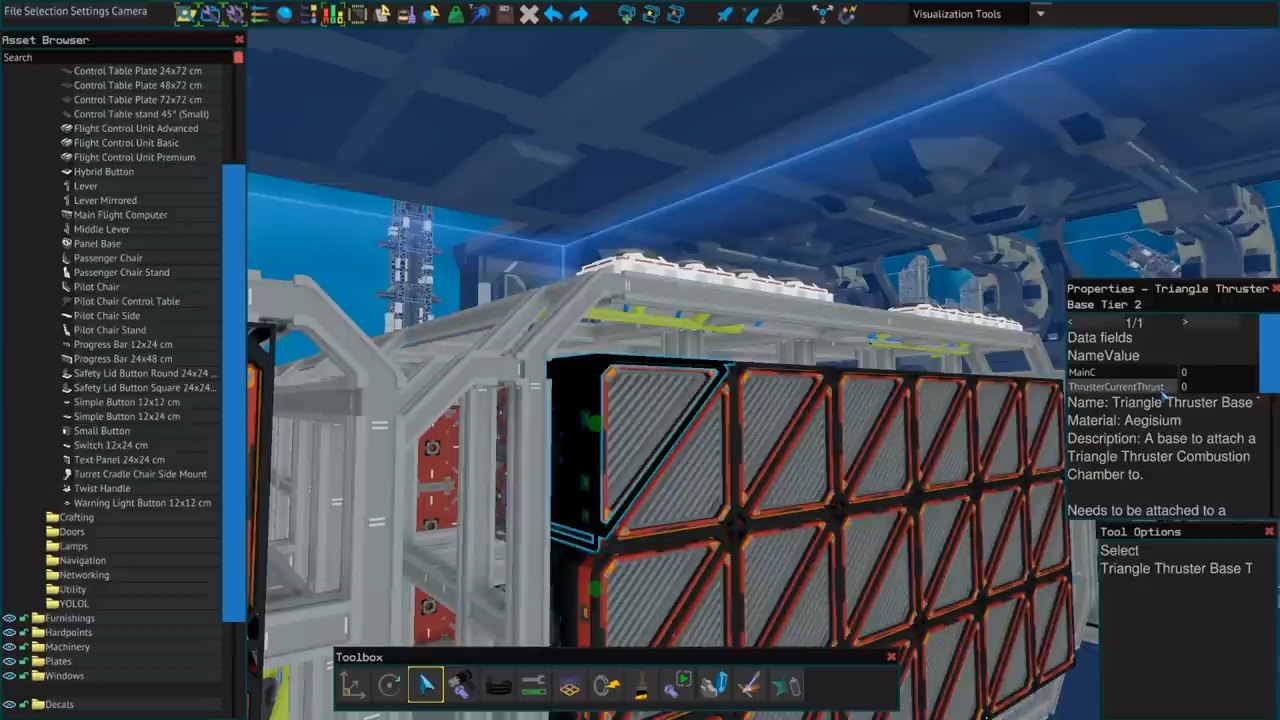 File Selection Settings Camera
Visualization Tools
Asset Browser
Search
Control Table Plate 24x72 cm
Control Table Plate 48x72 cm
Control Table Plate 72x72 cm
Control Table stand 45° (Small)
Flight Control Unit Advanced
Flight Control Unit Basic
Flight Control Unit Premium
Hybrid Button
Lever
Lever Mirrored
Main Flight Computer
Middle Lever
Panel Base
Passenger Chair
Passenger Chair Stand
Pilot Chair
Pilot Chair Control Table
Pilot Chair Side
Pilot Chair Stand
Progress Bar 12x24 cm
Progress Bar 24x48 cm
Safety Lid Button Round 24x24 ...
Safety Lid Button Square 24x24...
Simple Button 12x12 cm
Simple Button 12x24 cm
Small Button
Switch 12x24 cm
Text Panel 24x24 cm
Turret Cradle Chair Side Mount
Twist Handle
Warning Light Button 12x12 cm
Crafting
Doors
Lamps
Navigation
Networking
Utility
YOLOL
Furnishings
Hardpoints
Machinery
Plates
Windows
Decals
Properties - Triangle Thruster
Base Tier 2
< 1/1 >
Data fields
NameValue
MainC 0
ThrusterCurrentThrust 0
Name: Triangle Thruster Base
Material: Aegisium
Description: A base to attach a
Triangle Thruster Combustion
Chamber to.
Needs to be attached to a
Tool Options
Select
Triangle Thruster Base T
Toolbox